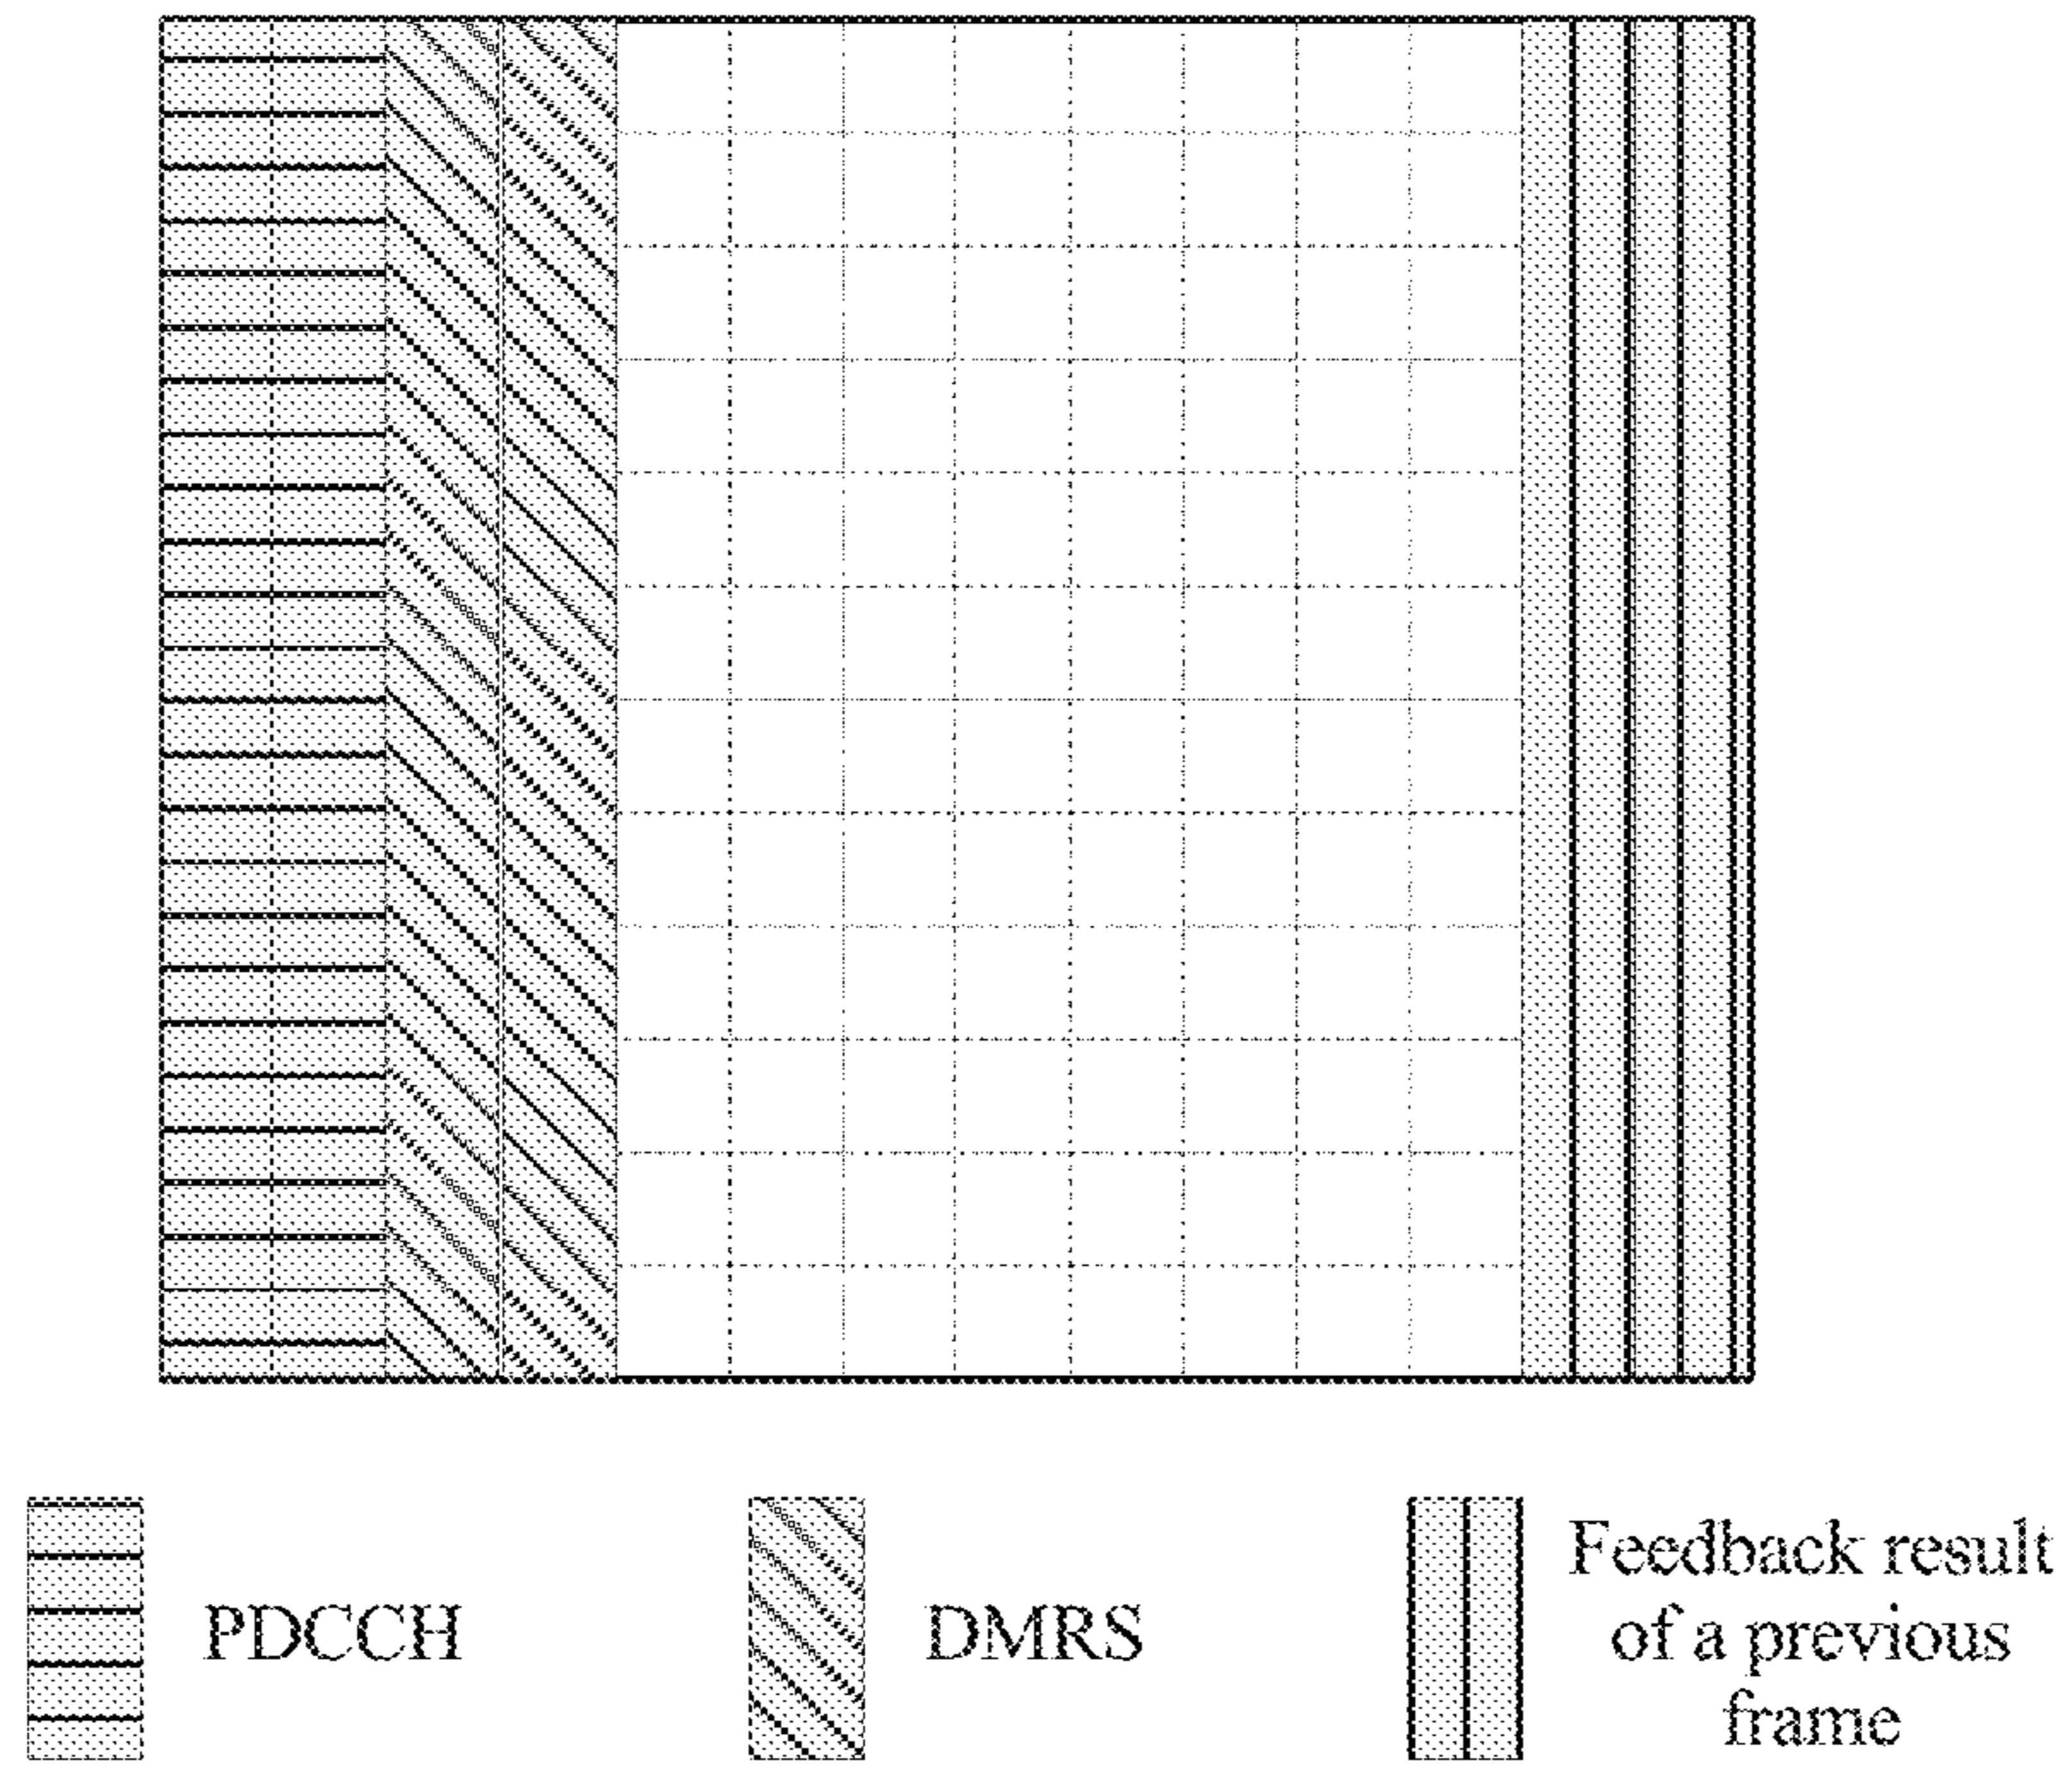 PDCCH
DMRS
Feedback result
of a previous
frame